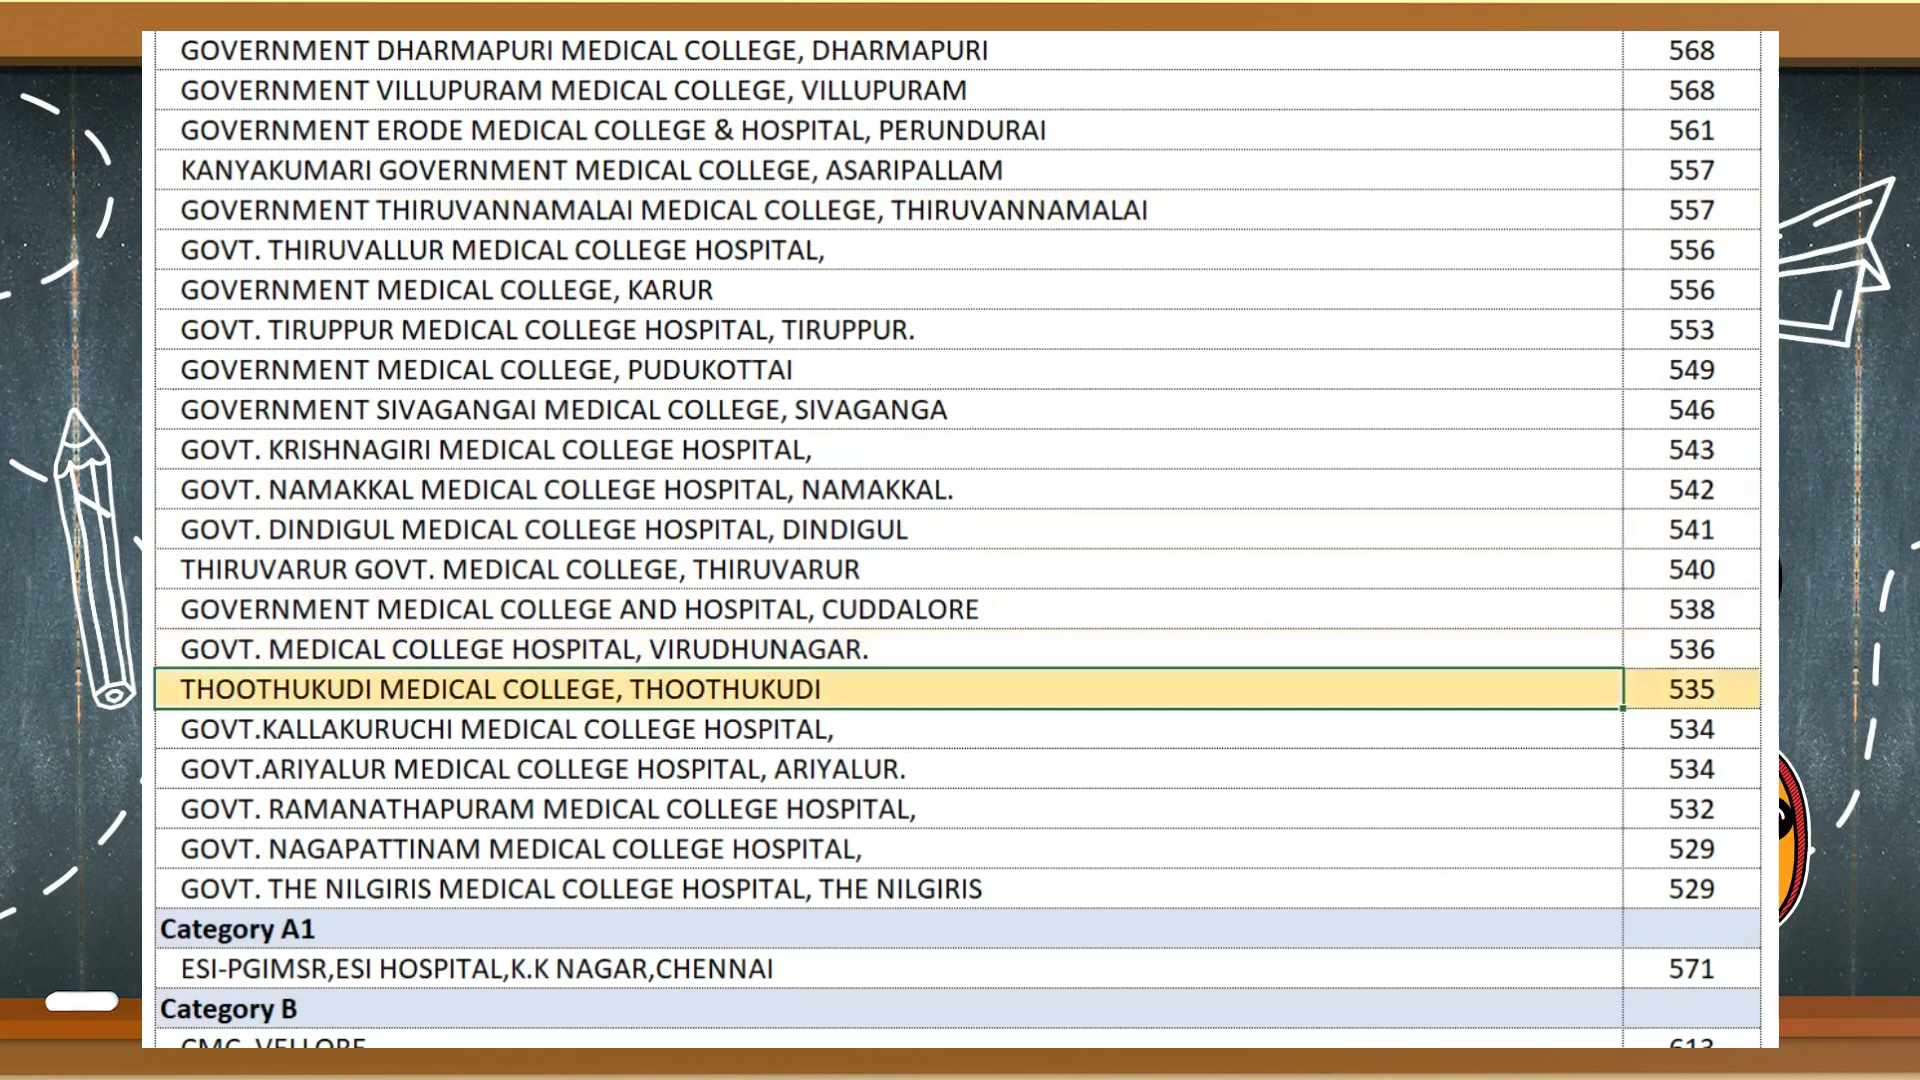 GOVERNMENT DHARMAPURI MEDICAL COLLEGE, DHARMAPURI 568
GOVERNMENT VILLUPURAM MEDICAL COLLEGE, VILLUPURAM 568
GOVERNMENT ERODE MEDICAL COLLEGE & HOSPITAL, PERUNDURAI 561
KANYAKUMARI GOVERNMENT MEDICAL COLLEGE, ASARIPALLAM 557
GOVERNMENT THIRUVANNAMALAI MEDICAL COLLEGE, THIRUVANNAMALAI 557
GOVT. THIRUVALLUR MEDICAL COLLEGE HOSPITAL, 556
GOVERNMENT MEDICAL COLLEGE, KARUR 556
GOVT. TIRUPPUR MEDICAL COLLEGE HOSPITAL, TIRUPPUR. 553
GOVERNMENT MEDICAL COLLEGE, PUDUKOTTAI 549
GOVERNMENT SIVAGANGAI MEDICAL COLLEGE, SIVAGANGA 546
GOVT. KRISHNAGIRI MEDICAL COLLEGE HOSPITAL, 543
GOVT. NAMAKKAL MEDICAL COLLEGE HOSPITAL, NAMAKKAL. 542
GOVT. DINDIGUL MEDICAL COLLEGE HOSPITAL, DINDIGUL 541
THIRUVARUR GOVT. MEDICAL COLLEGE, THIRUVARUR 540
GOVERNMENT MEDICAL COLLEGE AND HOSPITAL, CUDDALORE 538
GOVT. MEDICAL COLLEGE HOSPITAL, VIRUDHUNAGAR. 536
THOOTHUKUDI MEDICAL COLLEGE, THOOTHUKUDI 535
GOVT.KALLAKURUCHI MEDICAL COLLEGE HOSPITAL, 534
GOVT.ARIYALUR MEDICAL COLLEGE HOSPITAL, ARIYALUR. 534
GOVT. RAMANATHAPURAM MEDICAL COLLEGE HOSPITAL, 532
GOVT. NAGAPATTINAM MEDICAL COLLEGE HOSPITAL, 529
GOVT. THE NILGIRIS MEDICAL COLLEGE HOSPITAL, THE NILGIRIS 529
Category A1
ESI-PGIMSR,ESI HOSPITAL,K.K NAGAR,CHENNAI 571
Category B
CMC, VELLORE 613